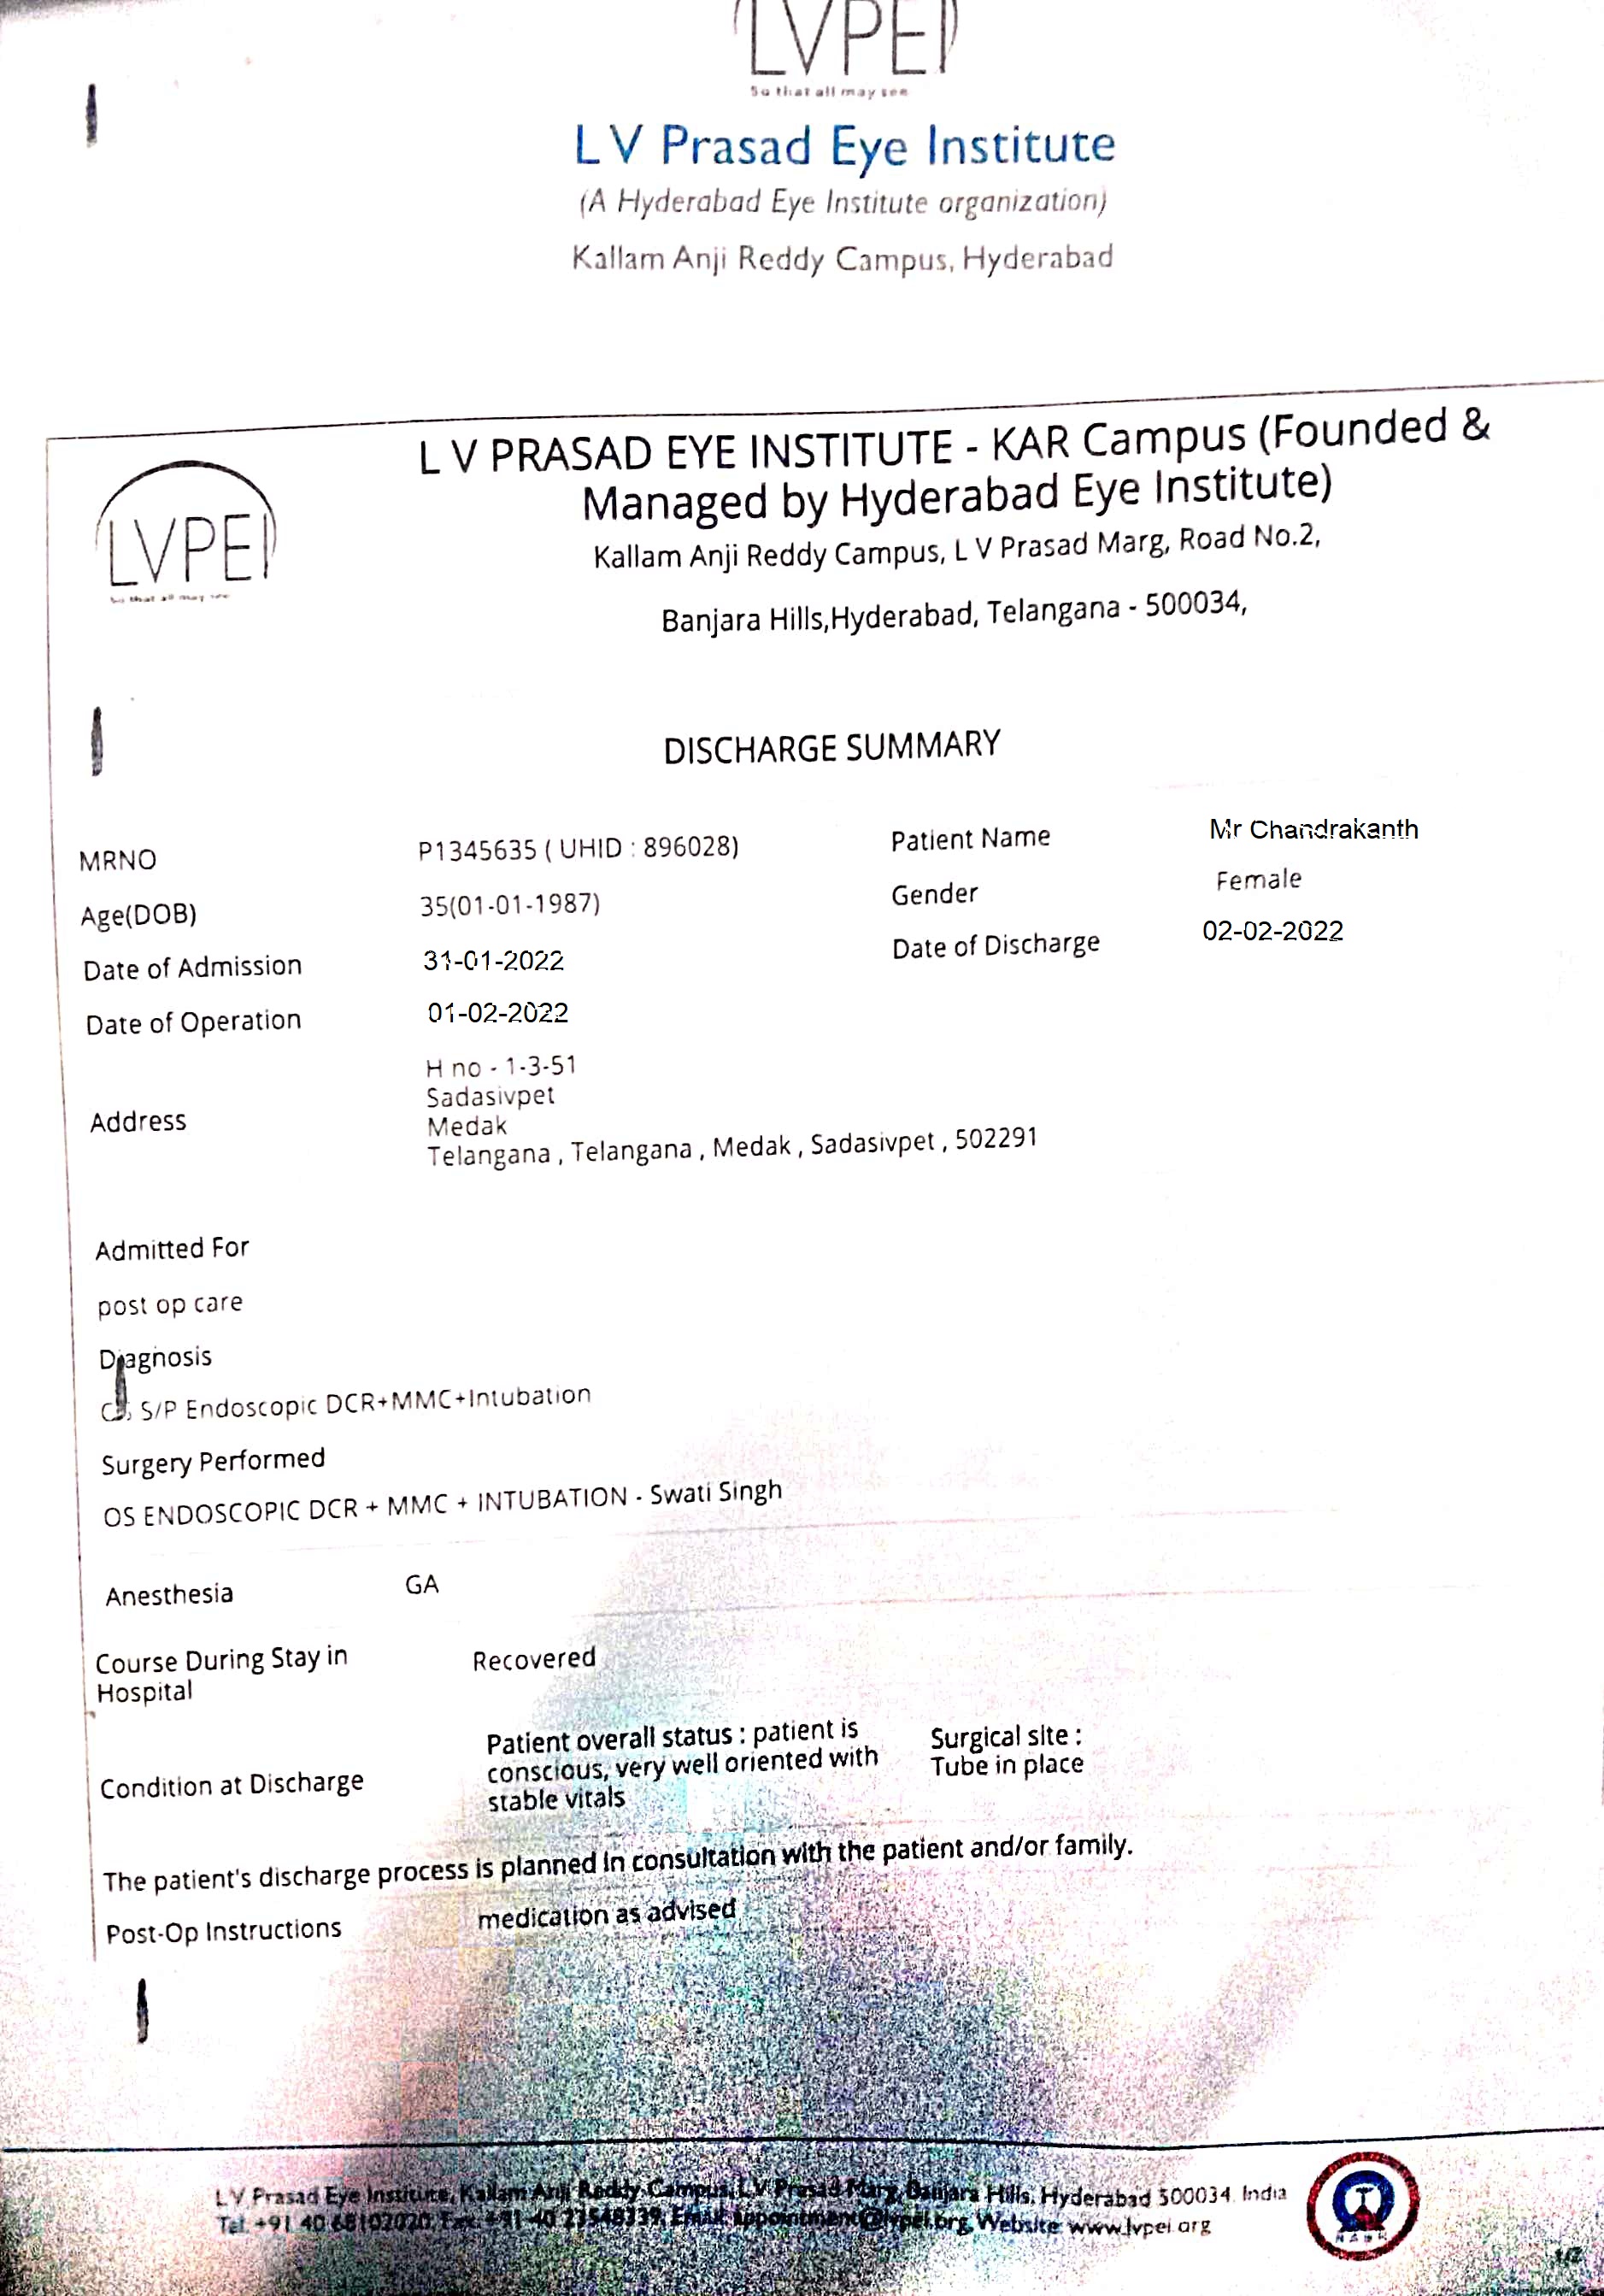 LVPEI
So that all may see
L V Prasad Eye Institute
(A Hyderabad Eye Institute organization)
Kallam Anji Reddy Campus, Hyderabad
LVPEI
So that all may see
L V PRASAD EYE INSTITUTE - KAR Campus (Founded &
Managed by Hyderabad Eye Institute)
Kallam Anji Reddy Campus, L V Prasad Marg, Road No.2,
Banjara Hills,Hyderabad, Telangana - 500034,
DISCHARGE SUMMARY
MRNO P1345635 ( UHID : 896028) Patient Name Mr Chandrakanth
Age(DOB) 35(01-01-1987) Gender Female
Date of Admission 31-01-2022 Date of Discharge 02-02-2022
Date of Operation 01-02-2022
H no - 1-3-51
Sadasivpet
Medak
Address
Telangana , Telangana , Medak , Sadasivpet , 502291
Admitted For
post op care
Diagnosis
S/P Endoscopic DCR+MMC+Intubation
Surgery Performed
OS ENDOSCOPIC DCR + MMC + INTUBATION - Swati Singh
Anesthesia GA
Course During Stay in
Hospital
Recovered
Condition at Discharge
Patient overall status : patient is
conscious, very well oriented with
stable vitals
Surgical site :
Tube in place
The patient's discharge process is planned in consultation with the patient and/or family.
Post-Op Instructions medication as advised
L V Prasad Eye Institute, Kallam Anji Reddy Campus, L V Prasad Marg, Banjara Hills, Hyderabad 500034 India
Tel: +91 40 68102020, Fax: +91-40-23548339, Email: appointment@lvpei.org, Website: www.lvpei.org
1/2